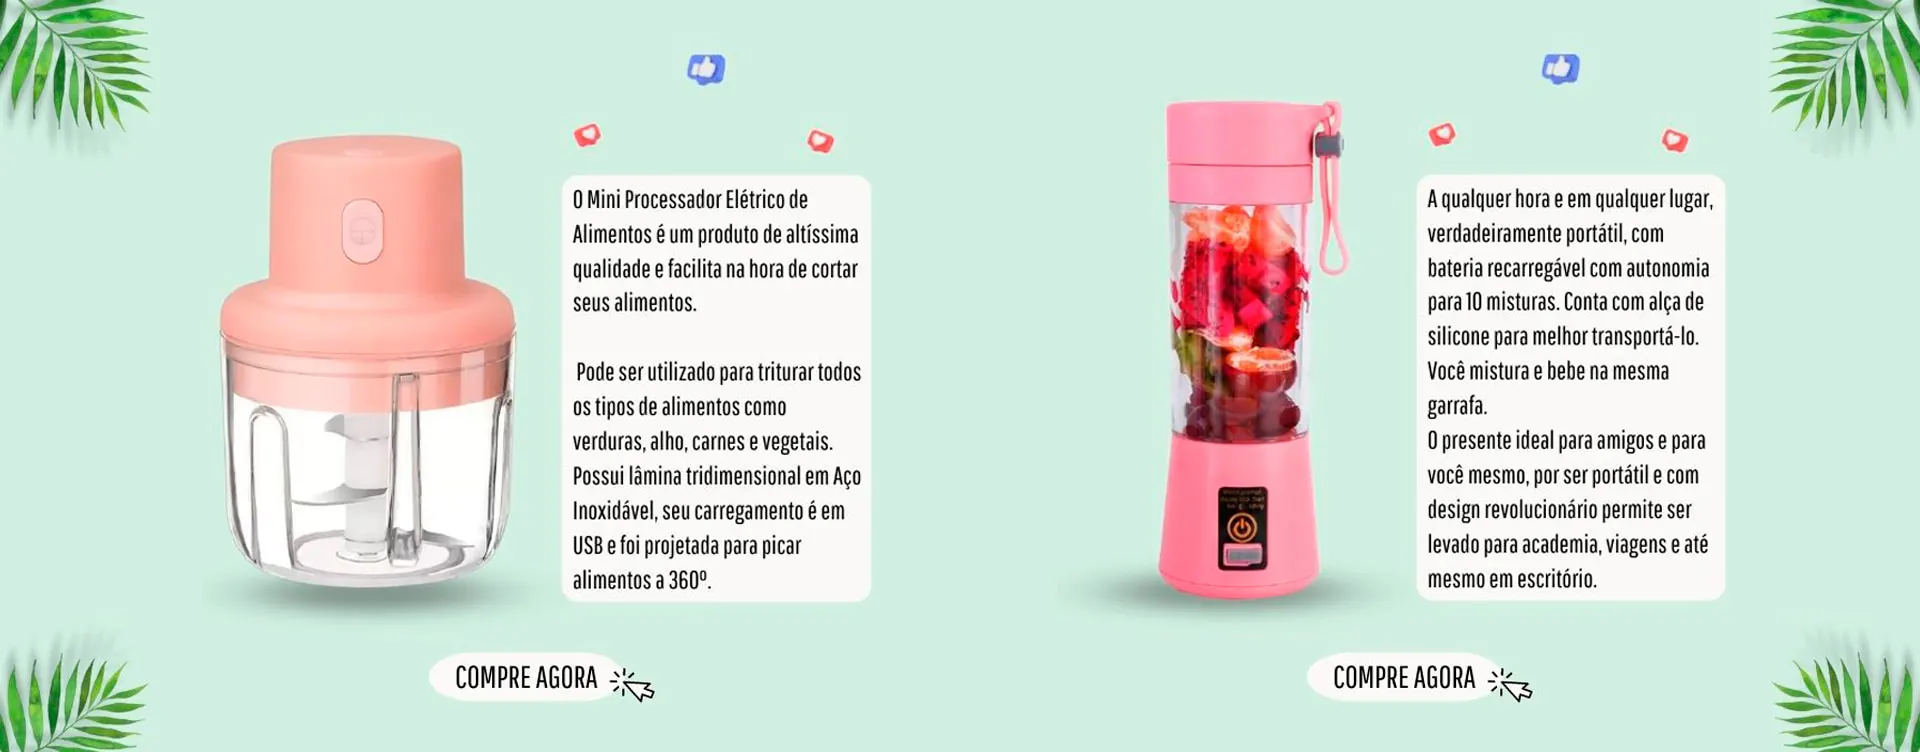 O Mini Processador Elétrico de
Alimentos é um produto de altíssima
qualidade e facilita na hora de cortar
seus alimentos.
Pode ser utilizado para triturar todos
os tipos de alimentos como
verduras, alho, carnes e vegetais.
Possui lâmina tridimensional em Aço
Inoxidável, seu carregamento é em
USB e foi projetada para picar
alimentos a 360º.
COMPRE AGORA
A qualquer hora e em qualquer lugar,
verdadeiramente portátil, com
bateria recarregável com autonomia
para 10 misturas. Conta com alça de
silicone para melhor transportá-lo.
Você mistura e bebe na mesma
garrafa.
O presente ideal para amigos e para
você mesmo, por ser portátil e com
design revolucionário permite ser
levado para academia, viagens e até
mesmo em escritório.
COMPRE AGORA